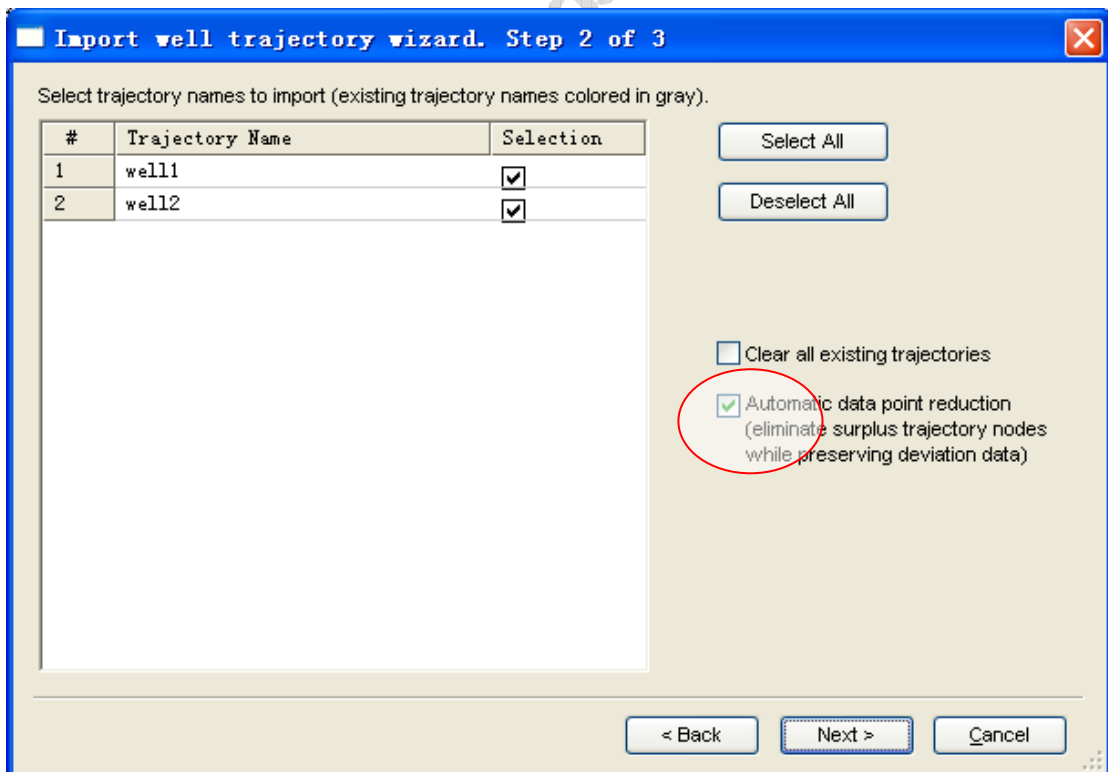 Import well trajectory wizard. Step 2 of 3
Select trajectory names to import (existing trajectory names colored in gray).
# Trajectory Name Selection
1 well1
2 well2
Select All
Deselect All
Clear all existing trajectories
Automatic data point reduction
(eliminate surplus trajectory nodes
while preserving deviation data)
< Back Next > Cancel